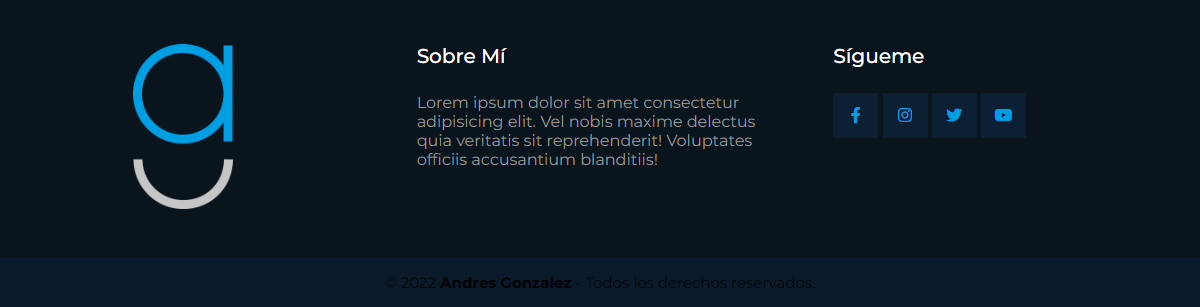 Sobre Mí
Lorem ipsum dolor sit amet consectetur
adipisicing elit. Vel nobis maxime delectus
quia veritatis sit reprehenderit! Voluptates
officiis accusantium blanditiis!
Sígueme
© 2022 Andres Gonzalez - Todos los derechos reservados.